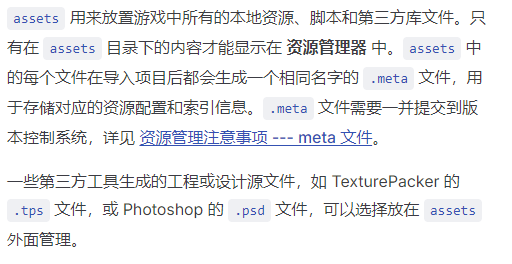 assets 用来放置游戏中所有的本地资源、脚本和第三方库文件。只
有在 assets 目录下的内容才能显示在 资源管理器 中。assets 中
的每个文件在导入项目后都会生成一个相同名字的 .meta 文件，用
于存储对应的资源配置和索引信息。.meta 文件需要一并提交到版
本控制系统，详见 资源管理注意事项 --- meta 文件。
一些第三方工具生成的工程或设计源文件，如 TexturePacker 的
.tps 文件，或 Photoshop 的 .psd 文件，可以选择放在 assets
外面管理。